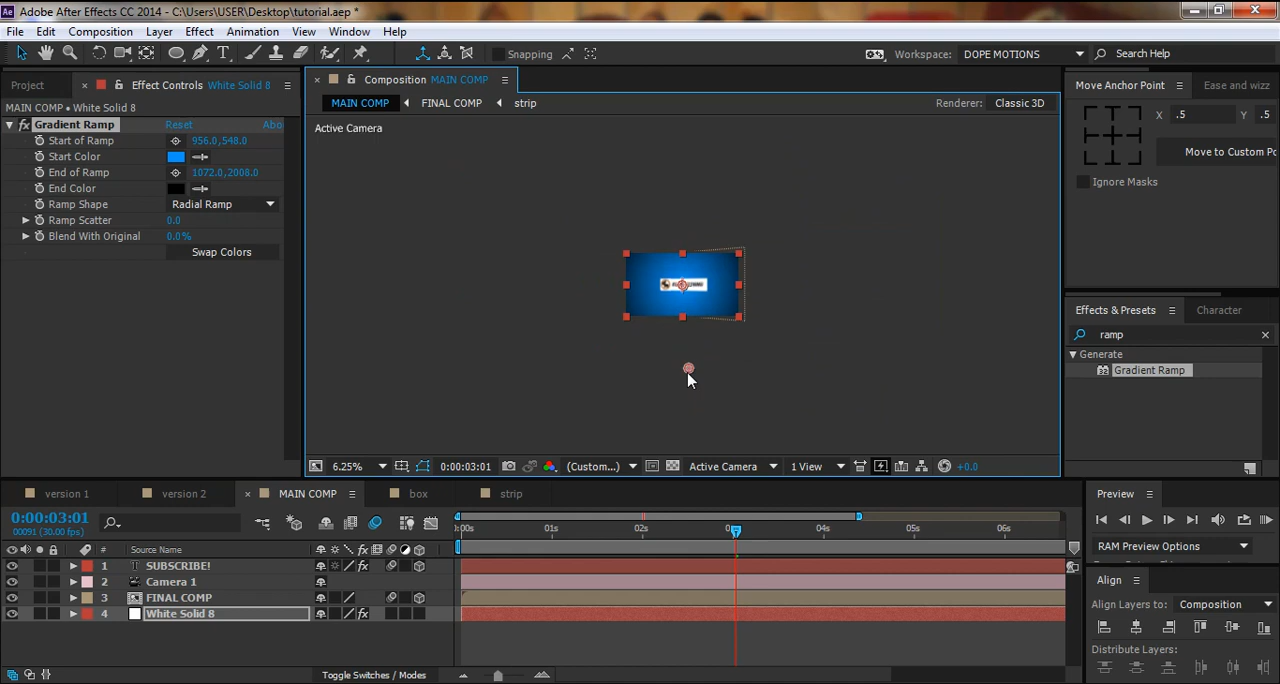 Adobe After Effects CC 2014 - C:\Users\USER\Desktop\tutorial.aep *
File Edit Composition Layer Effect Animation View Window Help
Snapping
Workspace: DOPE MOTIONS
Search Help
Project
Effect Controls White Solid 8
MAIN COMP • White Solid 8
fx Gradient Ramp Reset Abo
Start of Ramp 956.0,548.0
Start Color
End of Ramp 1072.0,2008.0
End Color
Ramp Shape Radial Ramp
Ramp Scatter 0.0
Blend With Original 0.0%
Swap Colors
Composition MAIN COMP
MAIN COMP FINAL COMP strip
Renderer: Classic 3D
Active Camera
6.25% 0:00:03:01 (Custom...) Active Camera 1 View +0.0
Move Anchor Point Ease and wizz
X .5 Y .5
Move to Custom Po
Ignore Masks
Effects & Presets Character
ramp
Generate
Gradient Ramp
version 1 version 2 MAIN COMP box strip
0:00:03:01
00091 (30.00 fps)
:00s 01s 02s 04s 05s 06s
# Source Name
1 T SUBSCRIBE!
2 Camera 1
3 FINAL COMP
4 White Solid 8
Toggle Switches / Modes
Preview
RAM Preview Options
Align
Align Layers to: Composition
Distribute Layers: